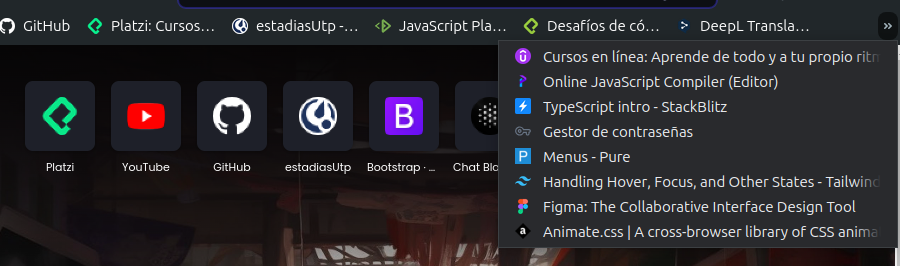 GitHub
Platzi: Cursos…
estadiasUtp -…
JavaScript Pla…
Desafíos de có…
DeepL Transla…
»
Cursos en línea: Aprende de todo y a tu propio ritm
Online JavaScript Compiler (Editor)
TypeScript intro - StackBlitz
Gestor de contraseñas
Menus - Pure
Handling Hover, Focus, and Other States - Tailwind
Figma: The Collaborative Interface Design Tool
Animate.css | A cross-browser library of CSS anima
Platzi
YouTube
GitHub
estadiasUtp
Bootstrap · …
Chat Bla